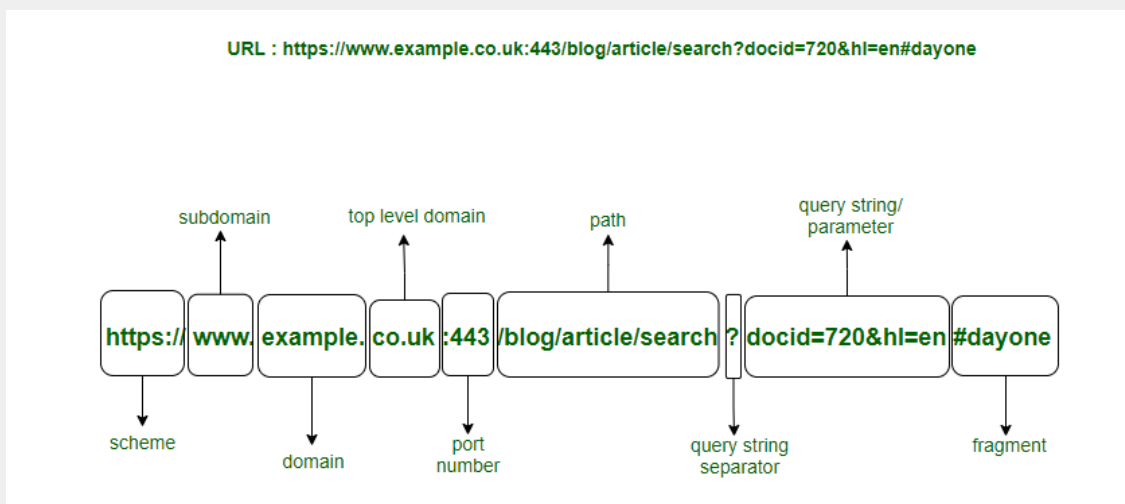 URL : https://www.example.co.uk:443/blog/article/search?docid=720&hl=en#dayone
subdomain
top level domain
path
query string/
parameter
https:// www. example. co.uk :443 /blog/article/search ? docid=720&hl=en #dayone
scheme
domain
port
number
query string
separator
fragment